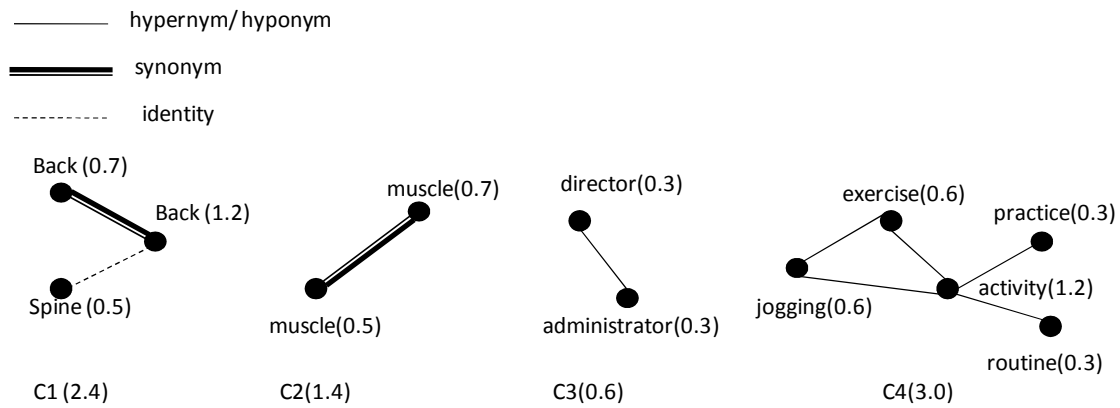 hypernym/ hyponym
synonym
identity
Back (0.7)
Back (1.2)
Spine (0.5)
muscle(0.7)
muscle(0.5)
director(0.3)
administrator(0.3)
exercise(0.6)
practice(0.3)
jogging(0.6)
activity(1.2)
routine(0.3)
C1 (2.4)
C2(1.4)
C3(0.6)
C4(3.0)